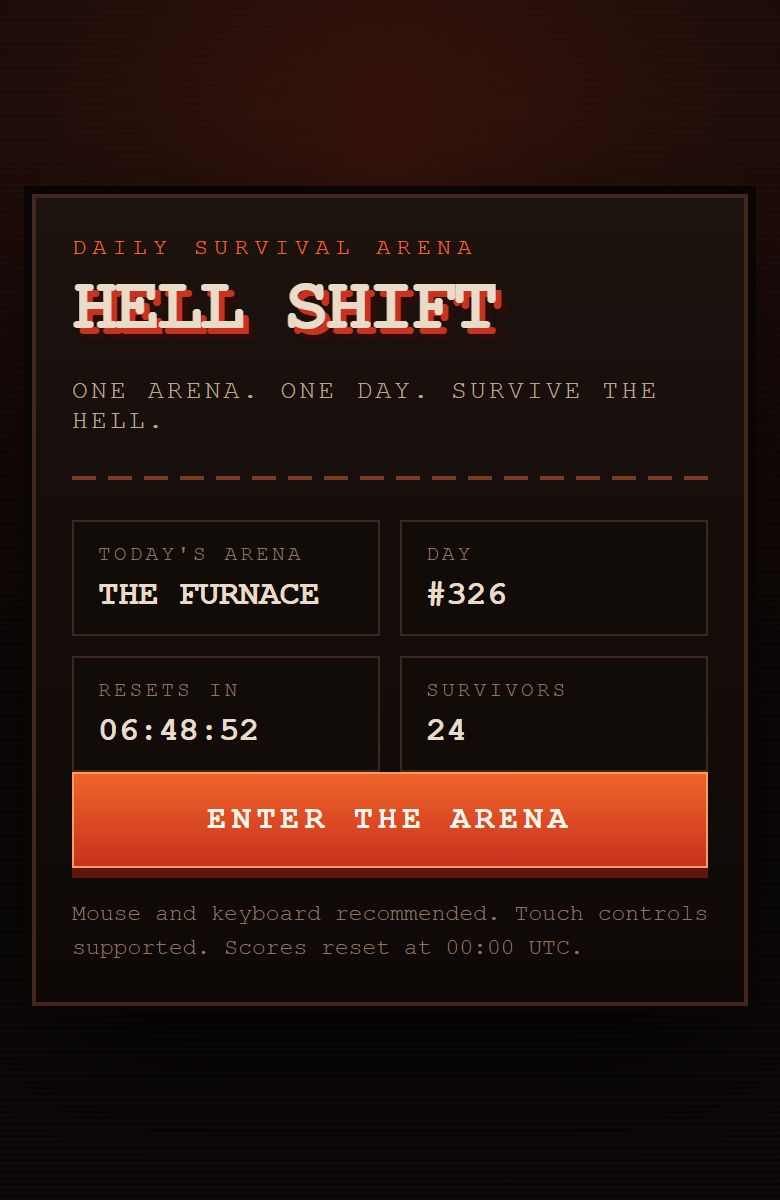 DAILY SURVIVAL ARENA
HELL SHIFT
ONE ARENA. ONE DAY. SURVIVE THE
HELL.
TODAY'S ARENA
THE FURNACE
DAY
#326
RESETS IN
06:48:52
SURVIVORS
24
ENTER THE ARENA
Mouse and keyboard recommended. Touch controls
supported. Scores reset at 00:00 UTC.